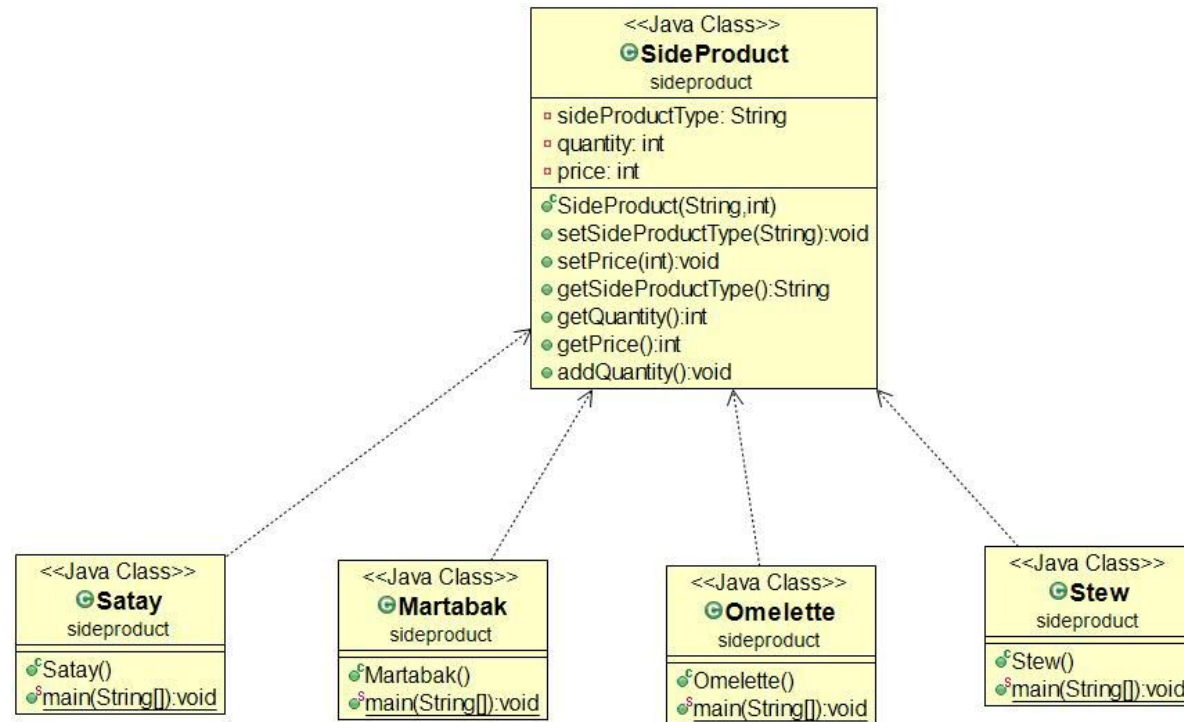 <<Java Class>>
SideProduct
sideproduct
sideProductType: String
quantity: int
price: int
SideProduct(String,int)
setSideProductType(String):void
setPrice(int):void
getSideProductType():String
getQuantity():int
getPrice():int
addQuantity():void
<<Java Class>>
Satay
sideproduct
Satay()
main(String[]):void
<<Java Class>>
Martabak
sideproduct
Martabak()
main(String[]):void
<<Java Class>>
Omelette
sideproduct
Omelette()
main(String[]):void
<<Java Class>>
Stew
sideproduct
Stew()
main(String[]):void